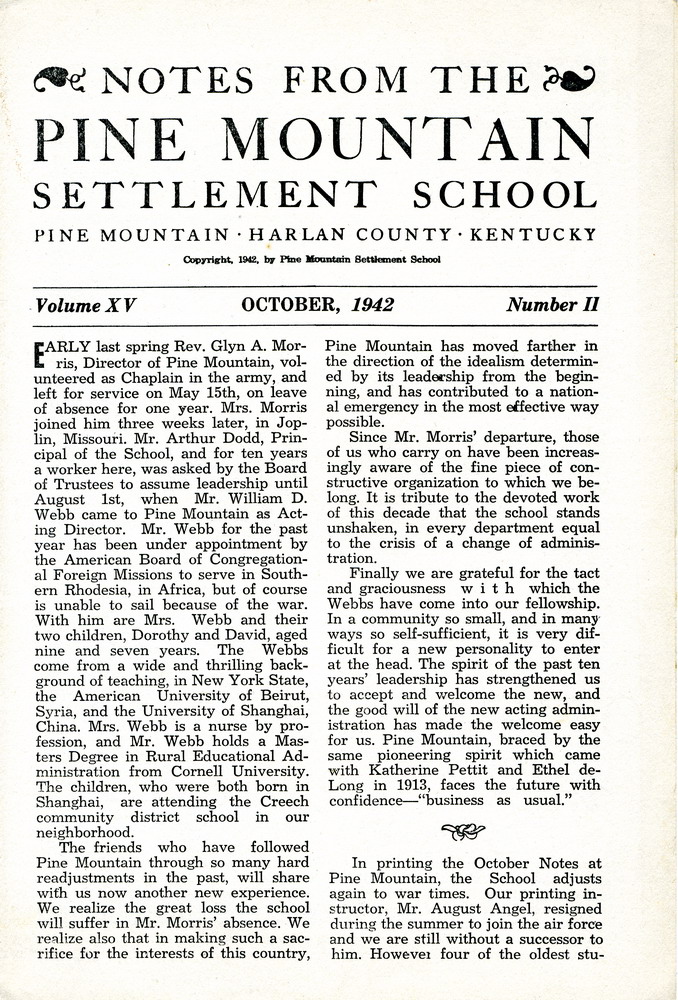 NOTES FROM THE
PINE MOUNTAIN
SETTLEMENT SCHOOL
PINE MOUNTAIN · HARLAN COUNTY · KENTUCKY
Copyright, 1942, by Pine Mountain Settlement School
Volume XV OCTOBER, 1942 Number II
EARLY last spring Rev. Glyn A. Mor-
ris, Director of Pine Mountain, vol-
unteered as Chaplain in the army, and
left for service on May 15th, on leave
of absence for one year. Mrs. Morris
joined him three weeks later, in Jop-
lin, Missouri. Mr. Arthur Dodd, Prin-
cipal of the School, and for ten years
a worker here, was asked by the Board
of Trustees to assume leadership until
August 1st, when Mr. William D.
Webb came to Pine Mountain as Act-
ing Director. Mr. Webb for the past
year has been under appointment by
the American Board of Congregation-
al Foreign Missions to serve in South-
ern Rhodesia, in Africa, but of course
is unable to sail because of the war.
With him are Mrs. Webb and their
two children, Dorothy and David, aged
nine and seven years. The Webbs
come from a wide and thrilling back-
ground of teaching, in New York State,
the American University of Beirut,
Syria, and the University of Shanghai,
China. Mrs. Webb is a nurse by pro-
fession, and Mr. Webb holds a Mas-
ters Degree in Rural Educational Ad-
ministration from Cornell University.
The children, who were both born in
Shanghai, are attending the Creech
community district school in our
neighborhood.
The friends who have followed
Pine Mountain through so many hard
readjustments in the past, will share
with us now another new experience.
We realize the great loss the school
will suffer in Mr. Morris' absence. We
realize also that in making such a sac-
rifice for the interests of this country,
Pine Mountain has moved farther in
the direction of the idealism determin-
ed by its leadership from the begin-
ning, and has contributed to a nation-
al emergency in the most effective way
possible.
Since Mr. Morris' departure, those
of us who carry on have been increas-
ingly aware of the fine piece of con-
structive organization to which we be-
long. It is tribute to the devoted work
of this decade that the school stands
unshaken, in every department equal
to the crisis of a change of adminis-
tration.
Finally we are grateful for the tact
and graciousness with which the
Webbs have come into our fellowship.
In a community so small, and in many
ways so self-sufficient, it is very dif-
ficult for a new personality to enter
at the head. The spirit of the past ten
years' leadership has strengthened us
to accept and welcome the new, and
the good will of the new acting admin-
istration has made the welcome easy
for us. Pine Mountain, braced by the
same pioneering spirit which came
with Katherine Pettit and Ethel de-
Long in 1913, faces the future with
confidence—"business as usual."
In printing the October Notes at
Pine Mountain, the School adjusts
again to war times. Our printing in-
structor, Mr. August Angel, resigned
during the summer to join the air force
and we are still without a successor to
him. However four of the oldest stu-